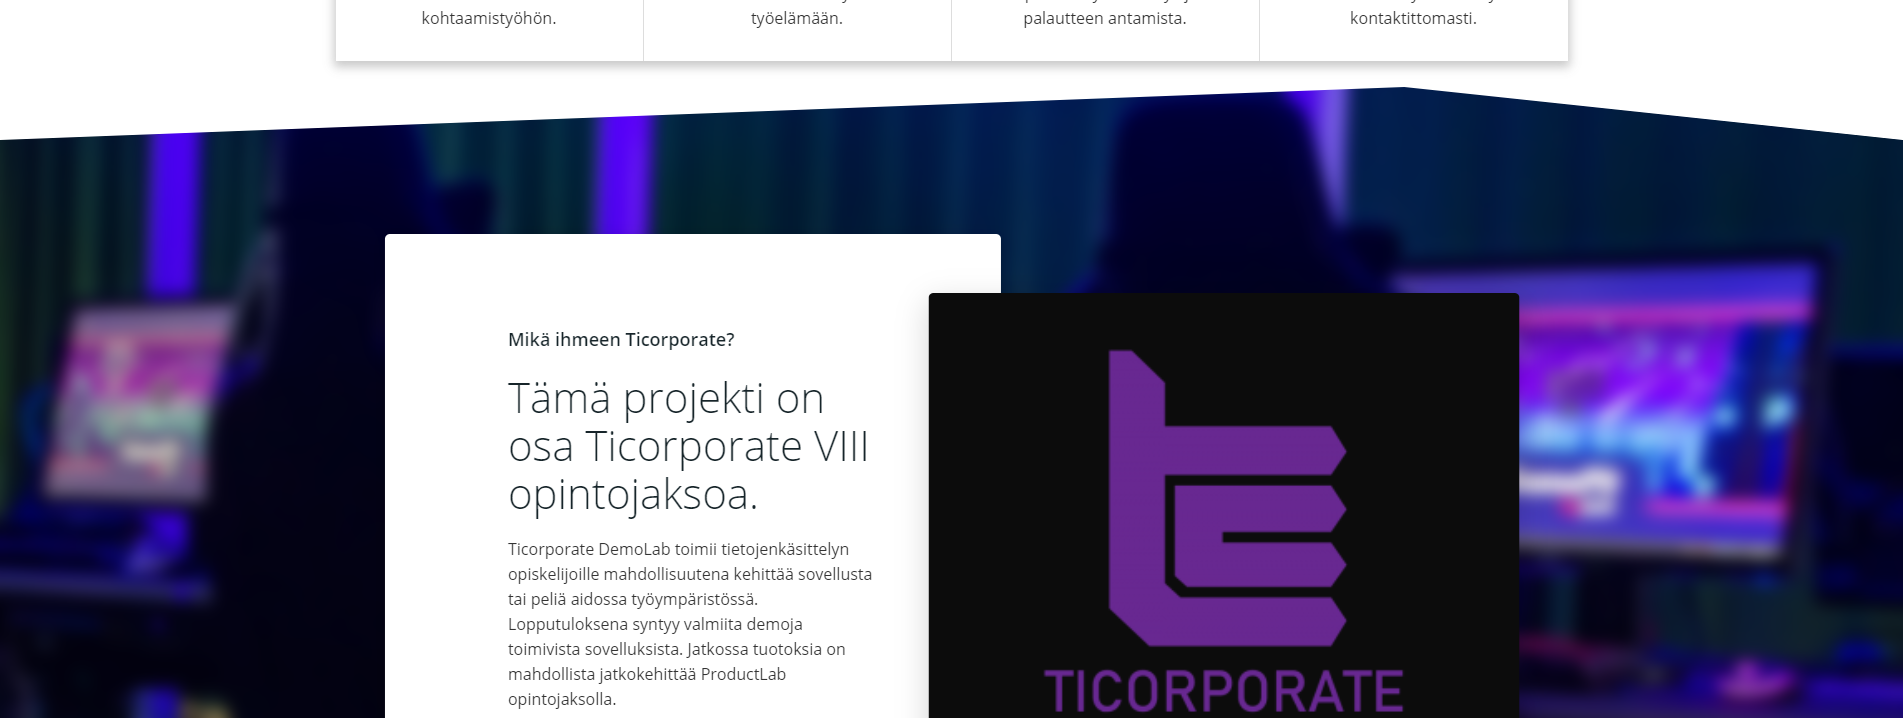 kohtaamistyöhön.
työelämään.
palautteen antamista.
kontaktittomasti.
Mikä ihmeen Ticorporate?
Tämä projekti on
osa Ticorporate VIII
opintojaksoa.
Ticorporate DemoLab toimii tietojenkäsittelyn
opiskelijoille mahdollisuutena kehittää sovellusta
tai peliä aidossa työympäristössä.
Lopputuloksena syntyy valmiita demoja
toimivista sovelluksista. Jatkossa tuotoksia on
mahdollista jatkokehittää ProductLab
opintojaksolla.
TICORPORATE